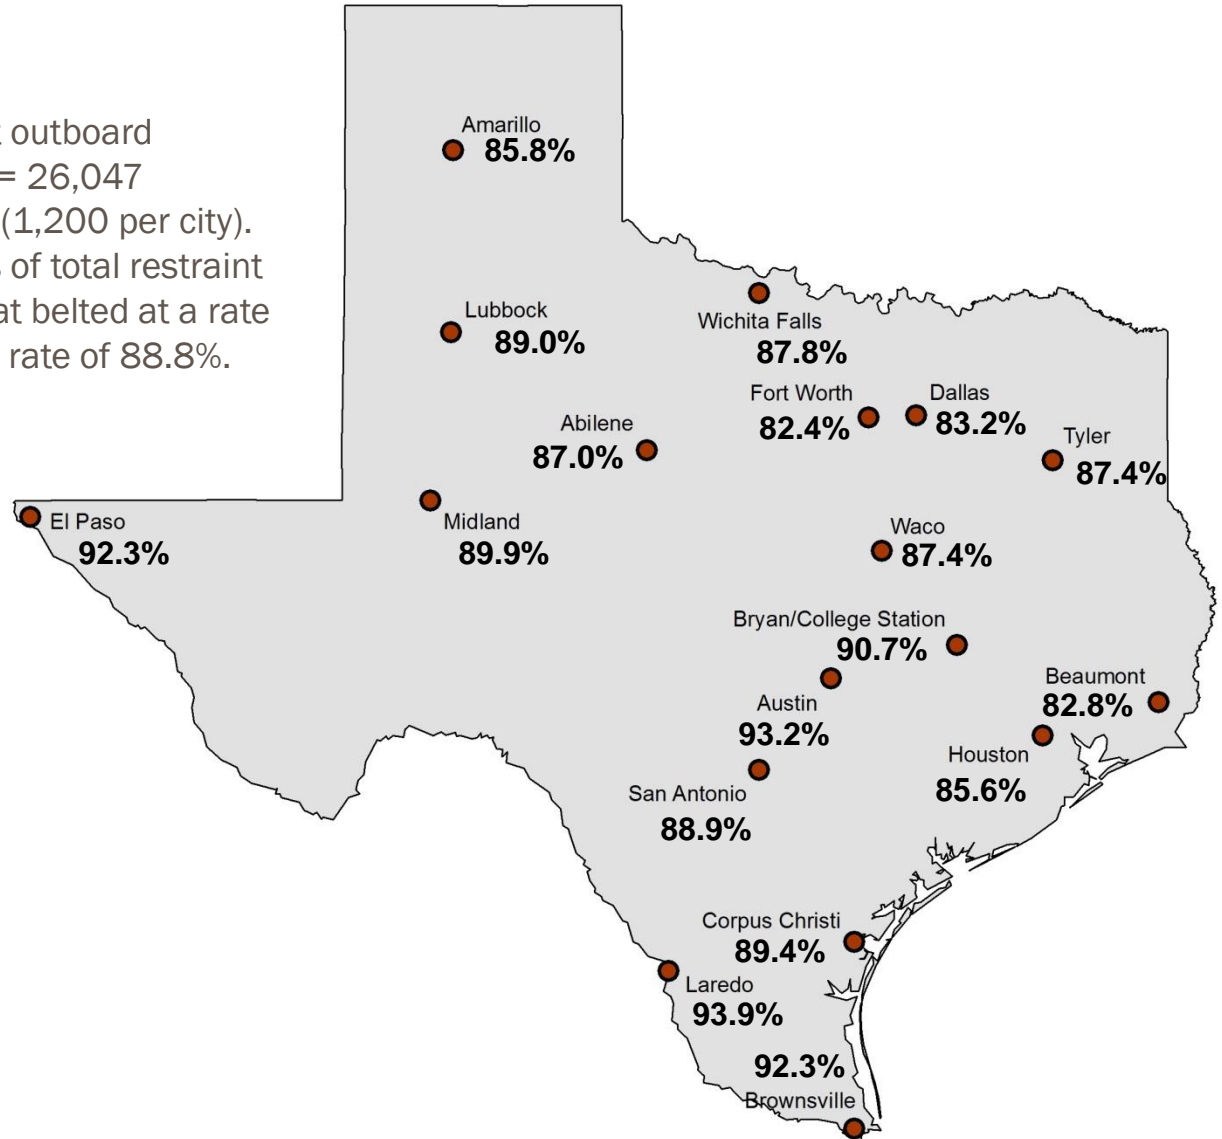 outboard
= 26,047
(1,200 per city).
of total restraint
belted at a rate
rate of 88.8%.
Amarillo
85.8%
Lubbock
89.0%
Wichita Falls
87.8%
Fort Worth
82.4%
Dallas
83.2%
Abilene
87.0%
Tyler
87.4%
El Paso
92.3%
Midland
89.9%
Waco
87.4%
Bryan/College Station
90.7%
Austin
93.2%
Beaumont
82.8%
Houston
85.6%
San Antonio
88.9%
Corpus Christi
89.4%
Laredo
93.9%
92.3%
Brownsville